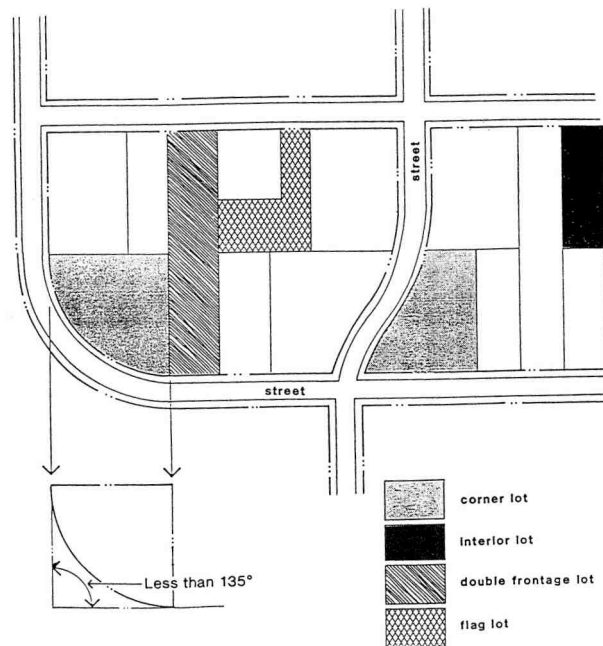 street
street
Less than 135°
corner lot
interior lot
double frontage lot
flag lot